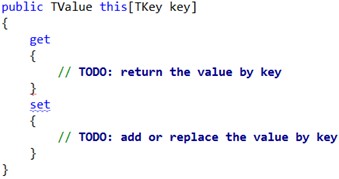 public TValue this[TKey key]
{
    get
    {
        // TODO: return the value by key
    }
    set
    {
        // TODO: add or replace the value by key
    }
}